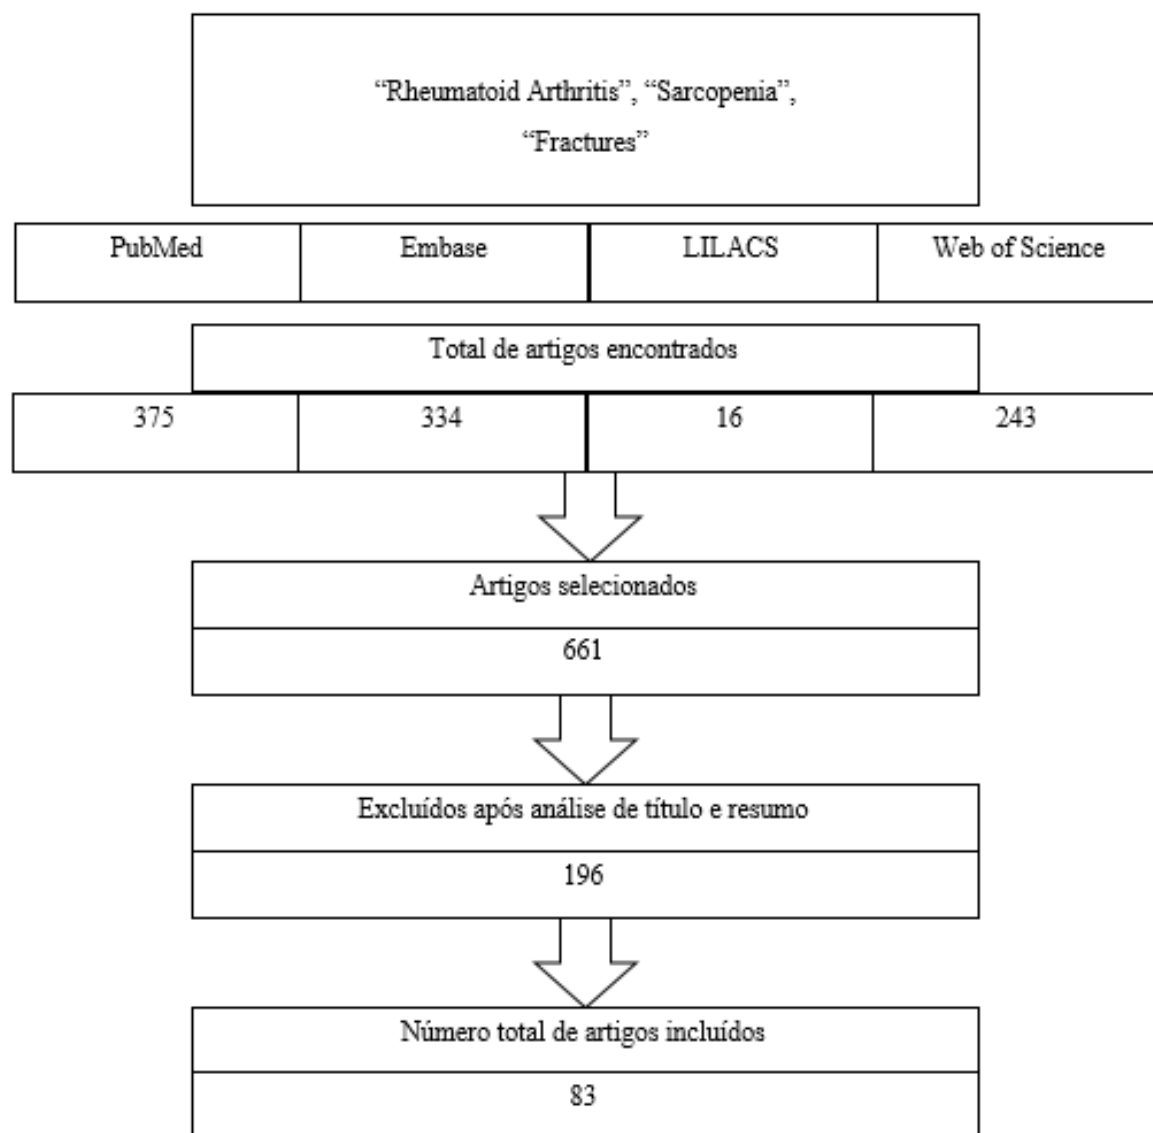 “Rheumatoid Arthritis”, “Sarcopenia”,
“Fractures”
PubMed Embase LILACS Web of Science
Total de artigos encontrados
375 334 16 243
Artigos selecionados
661
Excluídos após análise de título e resumo
196
Número total de artigos incluídos
83